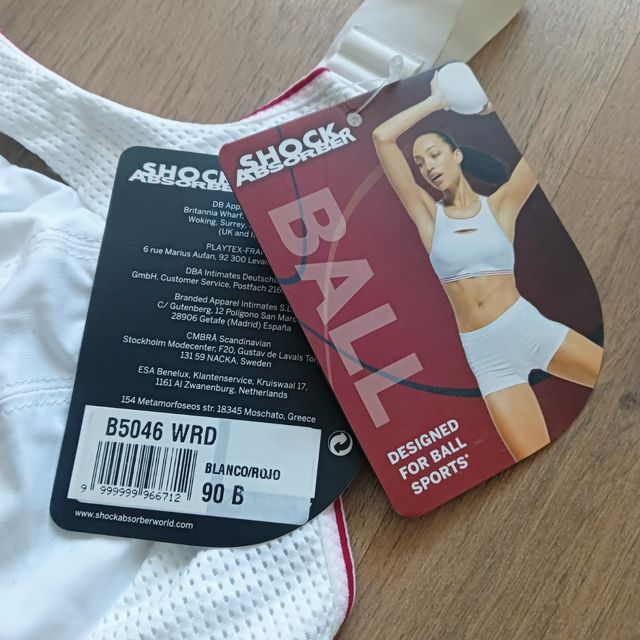 SHOCK
ABSORBER
DB App
Britannia Wharf,
Woking, Surrey,
(UK and I
PLAYTEX-FRA
6 rue Marius Aufan, 92 300 Leva
DBA Intimates Deutschl
GmbH, Customer Service, Postfach 216
Branded Apparel Intimates S.L
C/ Gutenberg, 12 Polígono San Marc
28906 Getafe (Madrid) España
CMBRA Scandinavian
Stockholm Modecenter, F20, Gustav de Lavals Tor
131 59 NACKA, Sweden
ESA Benelux, Klantenservice, Kruiswaal 17,
1161 Al Zwanenburg, Netherlands
154 Metamorfoseos str. 18345 Moschato, Greece
B5046 WRD
BLANCO/ROJO
9 999999 966712
90 B
www.shockabsorberworld.com
SHOCK
ABSORBER
BALL
DESIGNED
FOR BALL
SPORTS*